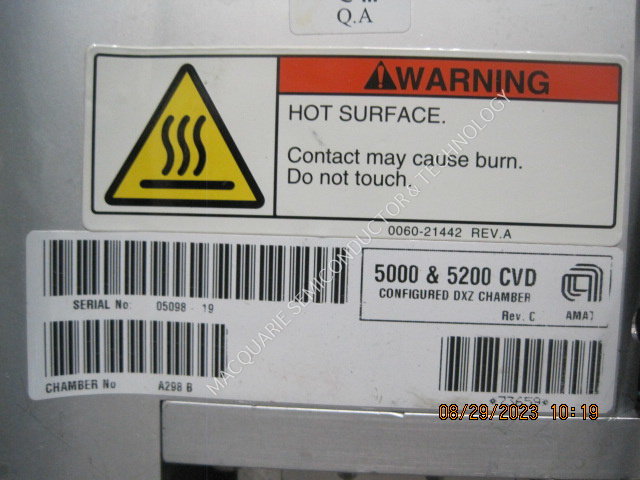 Q.A
WARNING
HOT SURFACE.
Contact may cause burn.
Do not touch.
0060-21442 REV.A
5000 & 5200 CVD
CONFIGURED DXZ CHAMBER
Rev. C
AMAT
SERIAL No: 05098 - 19
CHAMBER No A298 B
*73659*
MACQUARIE SEMICONDUCTOR & TECHNOLOGY
08/29/2023 10:19